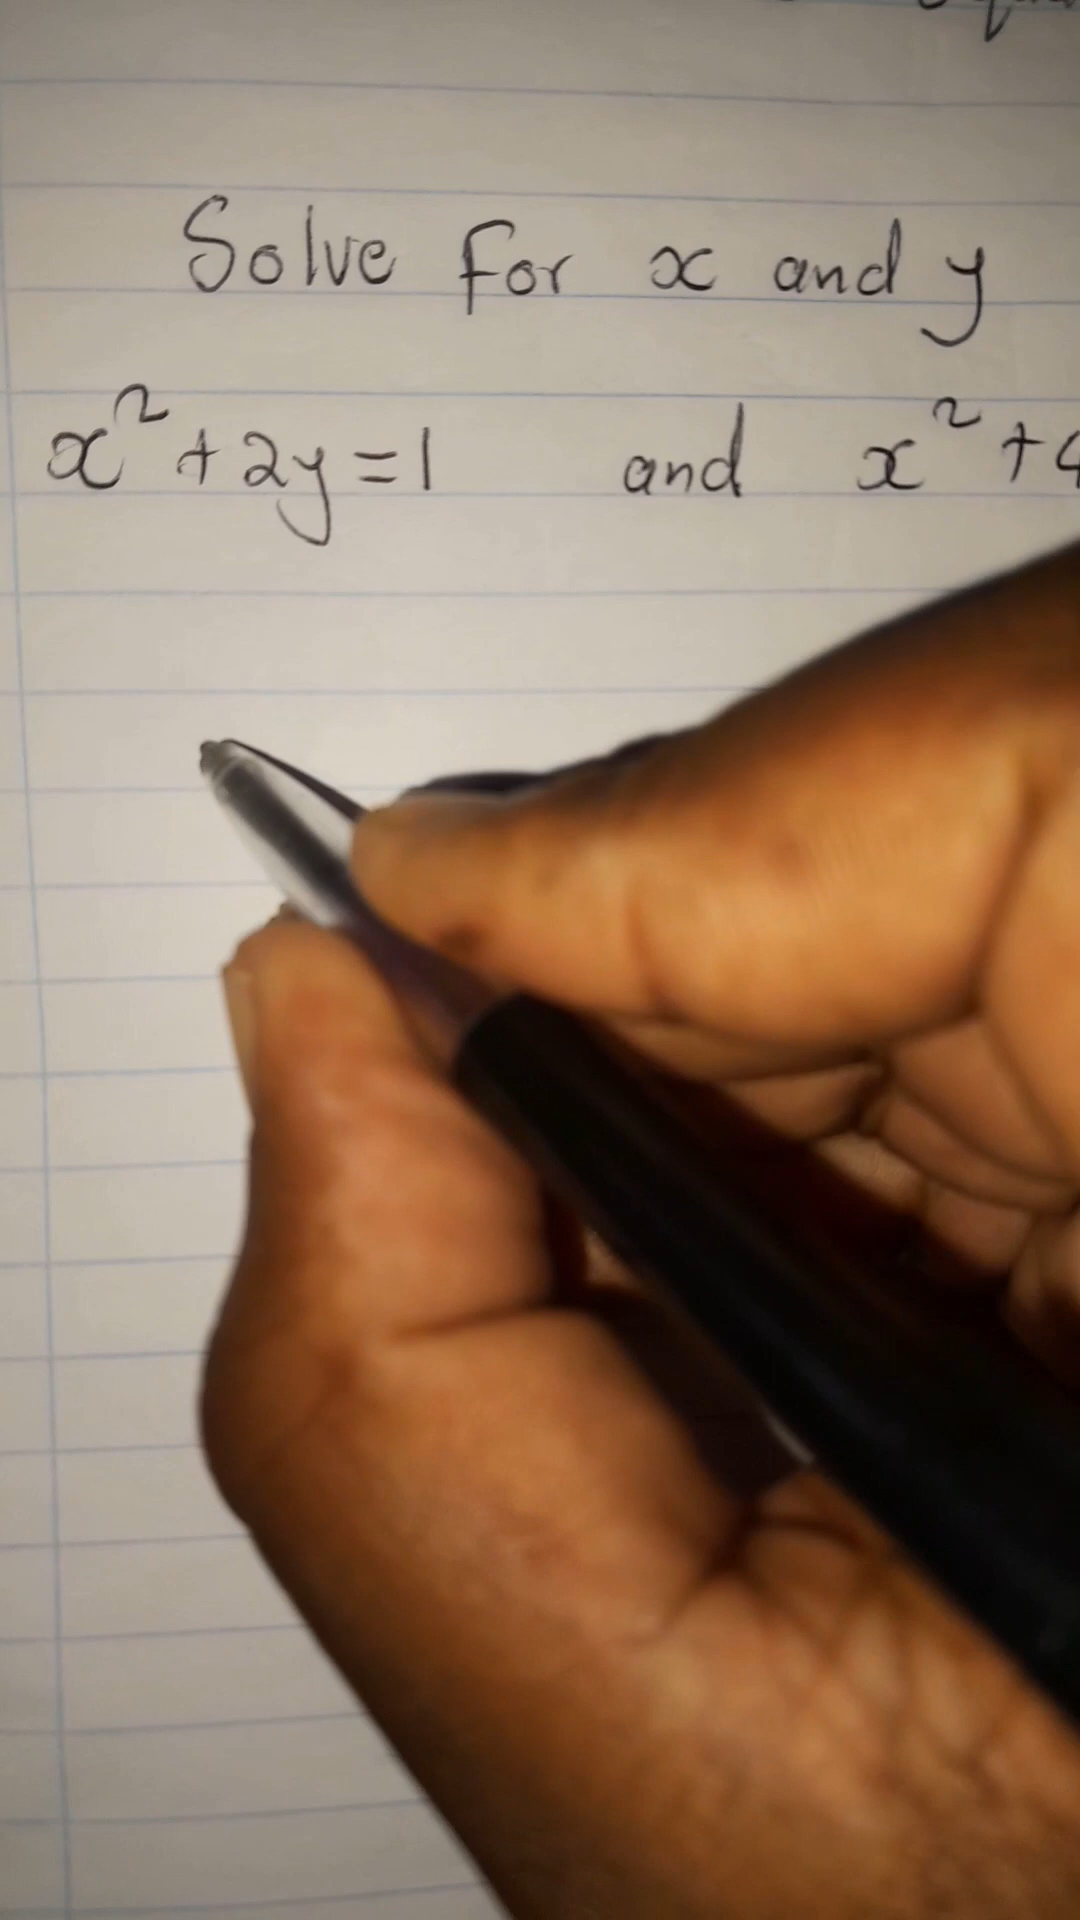 Solve for x and y
x² + 2y = 1 and x² + 4